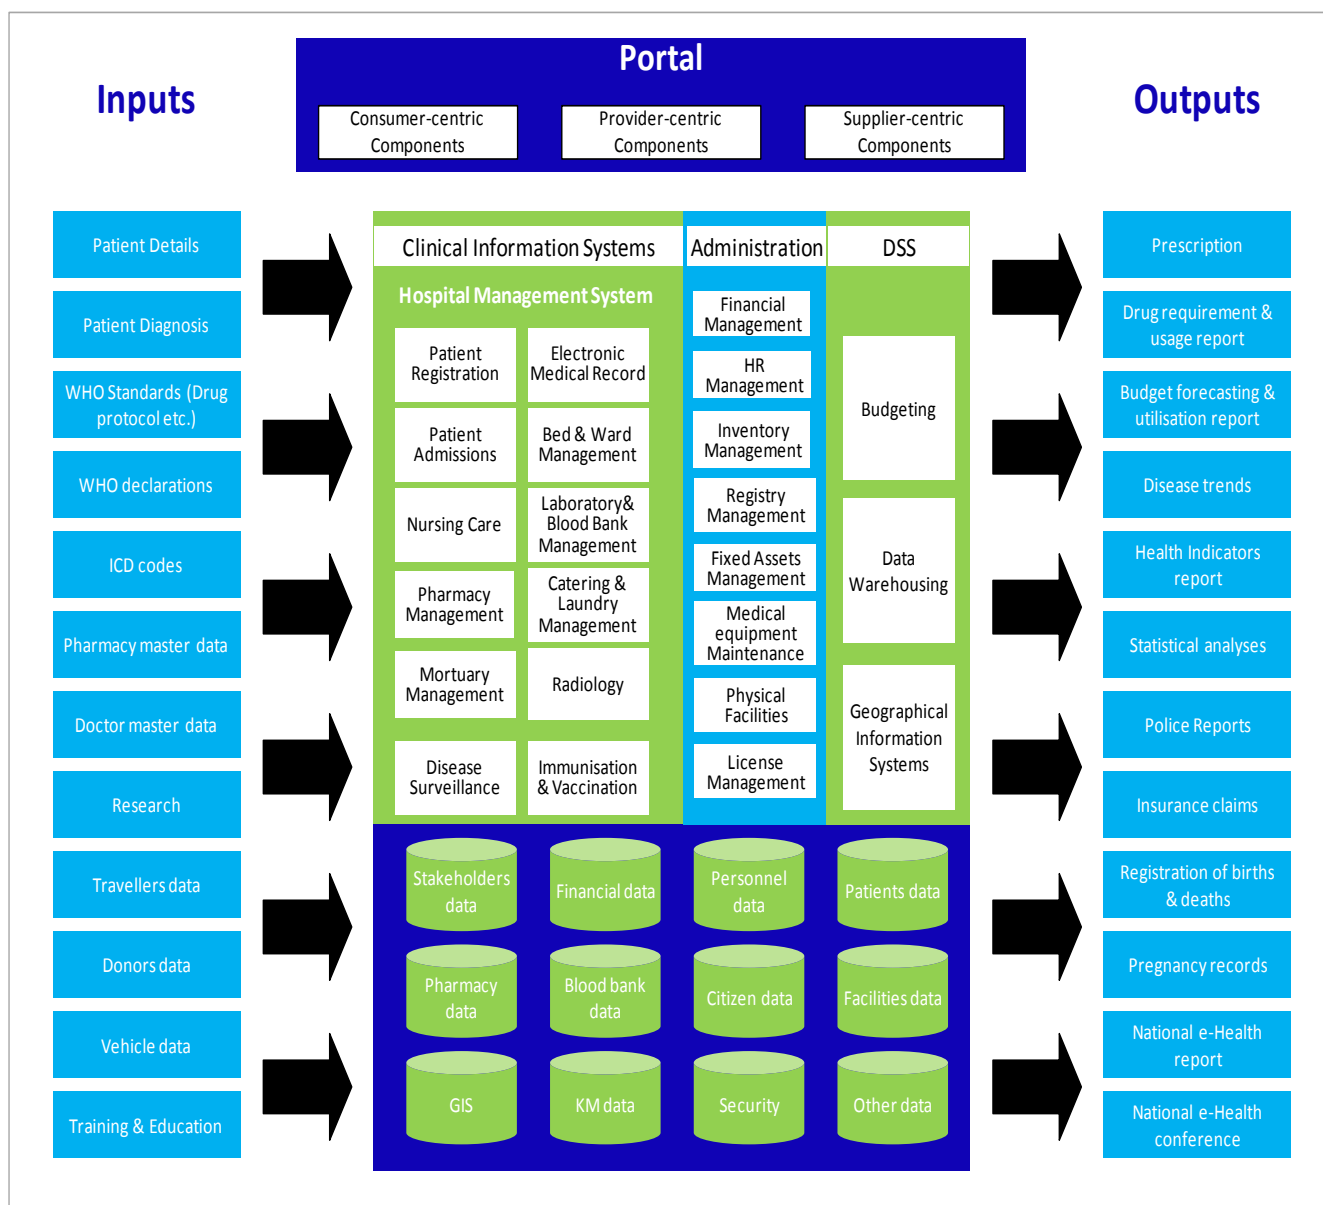 Portal
Consumer-centric
Components
Provider-centric
Components
Supplier-centric
Components
Inputs
Patient Details
Patient Diagnosis
WHO Standards (Drug
protocol etc.)
WHO declarations
ICD codes
Pharmacy master data
Doctor master data
Research
Travellers data
Donors data
Vehicle data
Training & Education
Clinical Information Systems
Hospital Management System
Patient
Registration
Electronic
Medical Record
Patient
Admissions
Bed & Ward
Management
Nursing Care
Laboratory&
Blood Bank
Management
Pharmacy
Management
Catering &
Laundry
Management
Mortuary
Management
Radiology
Disease
Surveillance
Immunisation
& Vaccination
Administration
Financial
Management
HR
Management
Inventory
Management
Registry
Management
Fixed Assets
Management
Medical
equipment
Maintenance
Physical
Facilities
License
Management
DSS
Budgeting
Data
Warehousing
Geographical
Information
Systems
Stakeholders
data
Financial data
Personnel
data
Patients data
Pharmacy
data
Blood bank
data
Citizen data
Facilities data
GIS
KM data
Security
Other data
Outputs
Prescription
Drug requirement &
usage report
Budget forecasting &
utilisation report
Disease trends
Health Indicators
report
Statistical analyses
Police Reports
Insurance claims
Registration of births
& deaths
Pregnancy records
National e-Health
report
National e-Health
conference